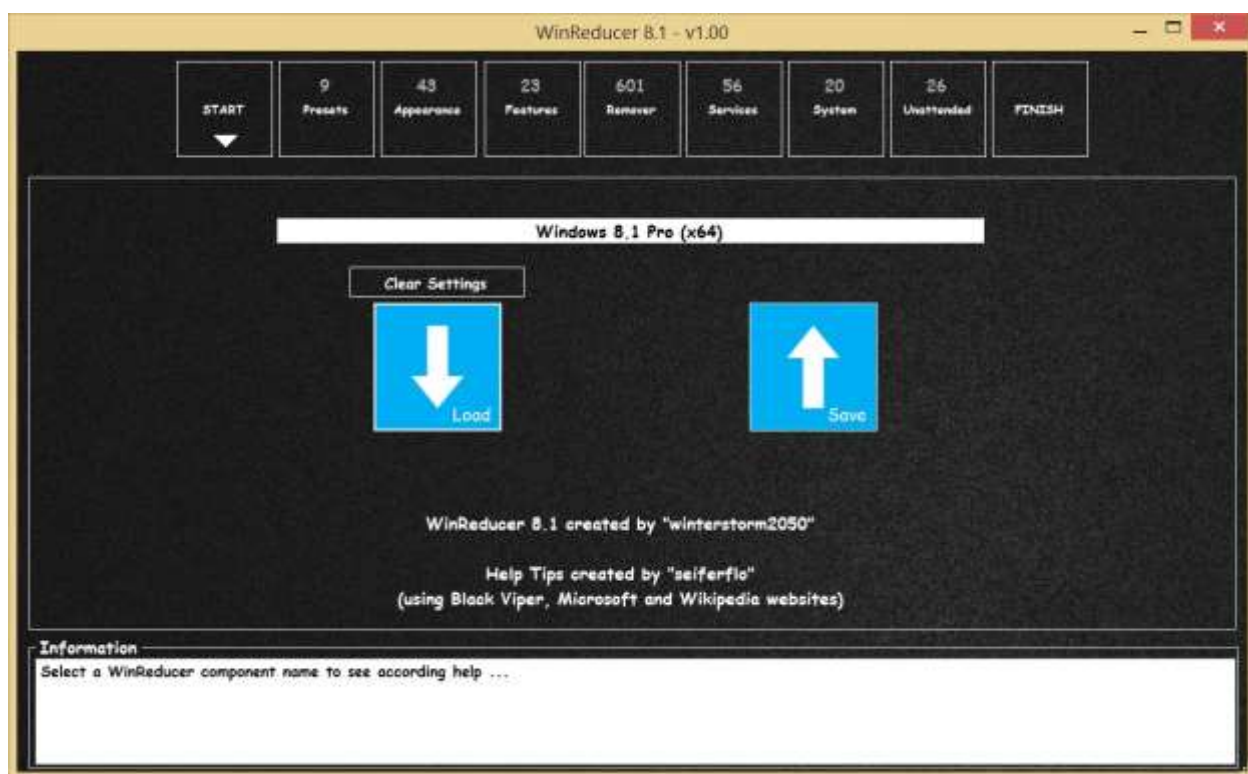 WinReducer 8.1 - v1.00
START
9
Presets
43
Appearance
23
Features
601
Remover
56
Services
20
System
26
Unattended
FINISH
Windows 8.1 Pro (x64)
Clear Settings
Load
Save
WinReducer 8.1 created by "winterstorm2050"
Help Tips created by "seiferflo"
(using Black Viper, Microsoft and Wikipedia websites)
Information
Select a WinReducer component name to see according help ...